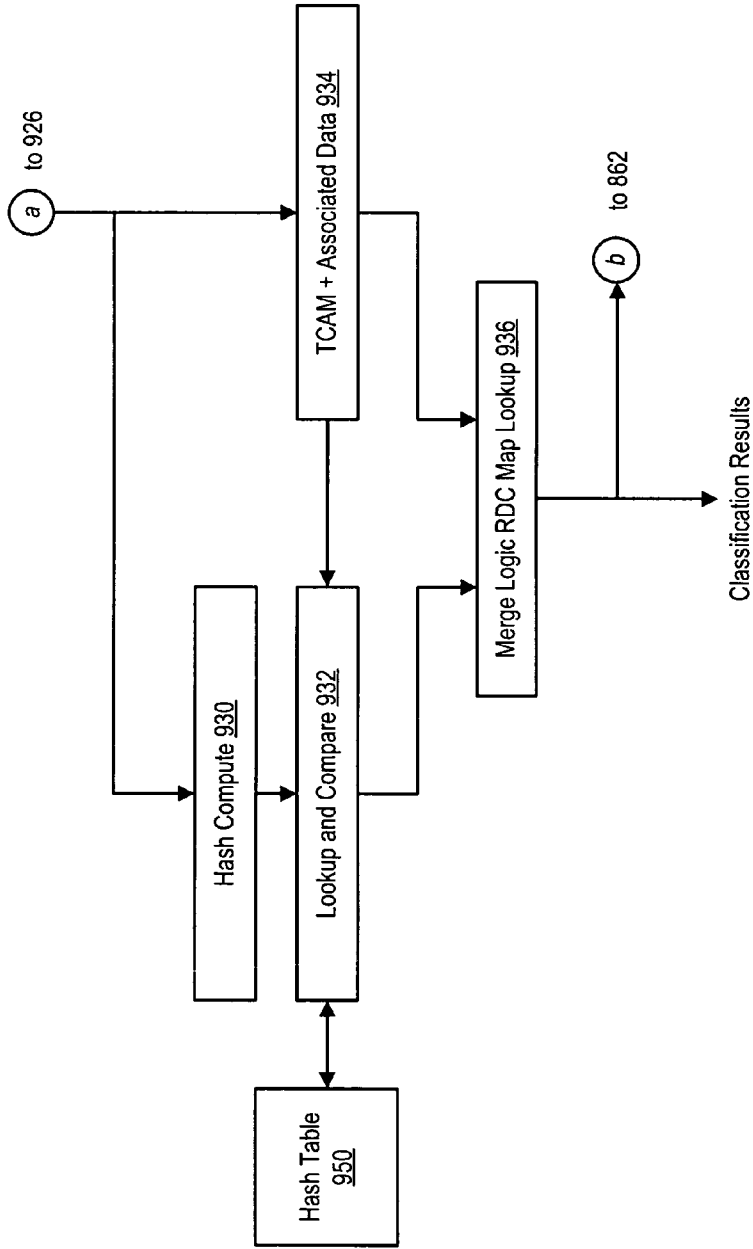 a
to 926
Hash Compute 930
Hash Table
950
Lookup and Compare 932
TCAM + Associated Data 934
Merge Logic RDC Map Lookup 936
b
to 862
Classification Results